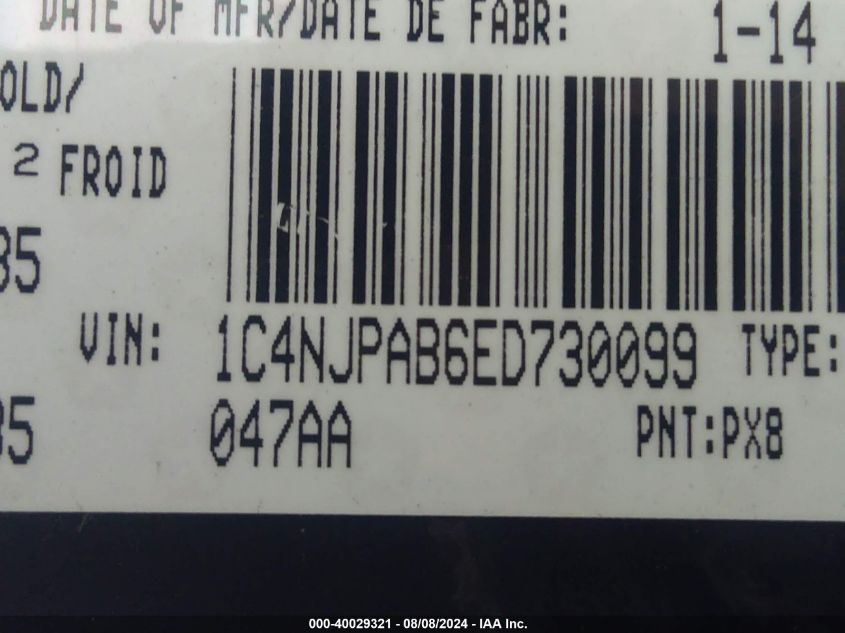 DATE OF MFR/DATE DE FABR: 1-14
OLD/
2 FROID
35
VIN: 1C4NJPAB6ED730099 TYPE:
35 047AA PNT:PX8
000-40029321 - 08/08/2024 - IAA Inc.